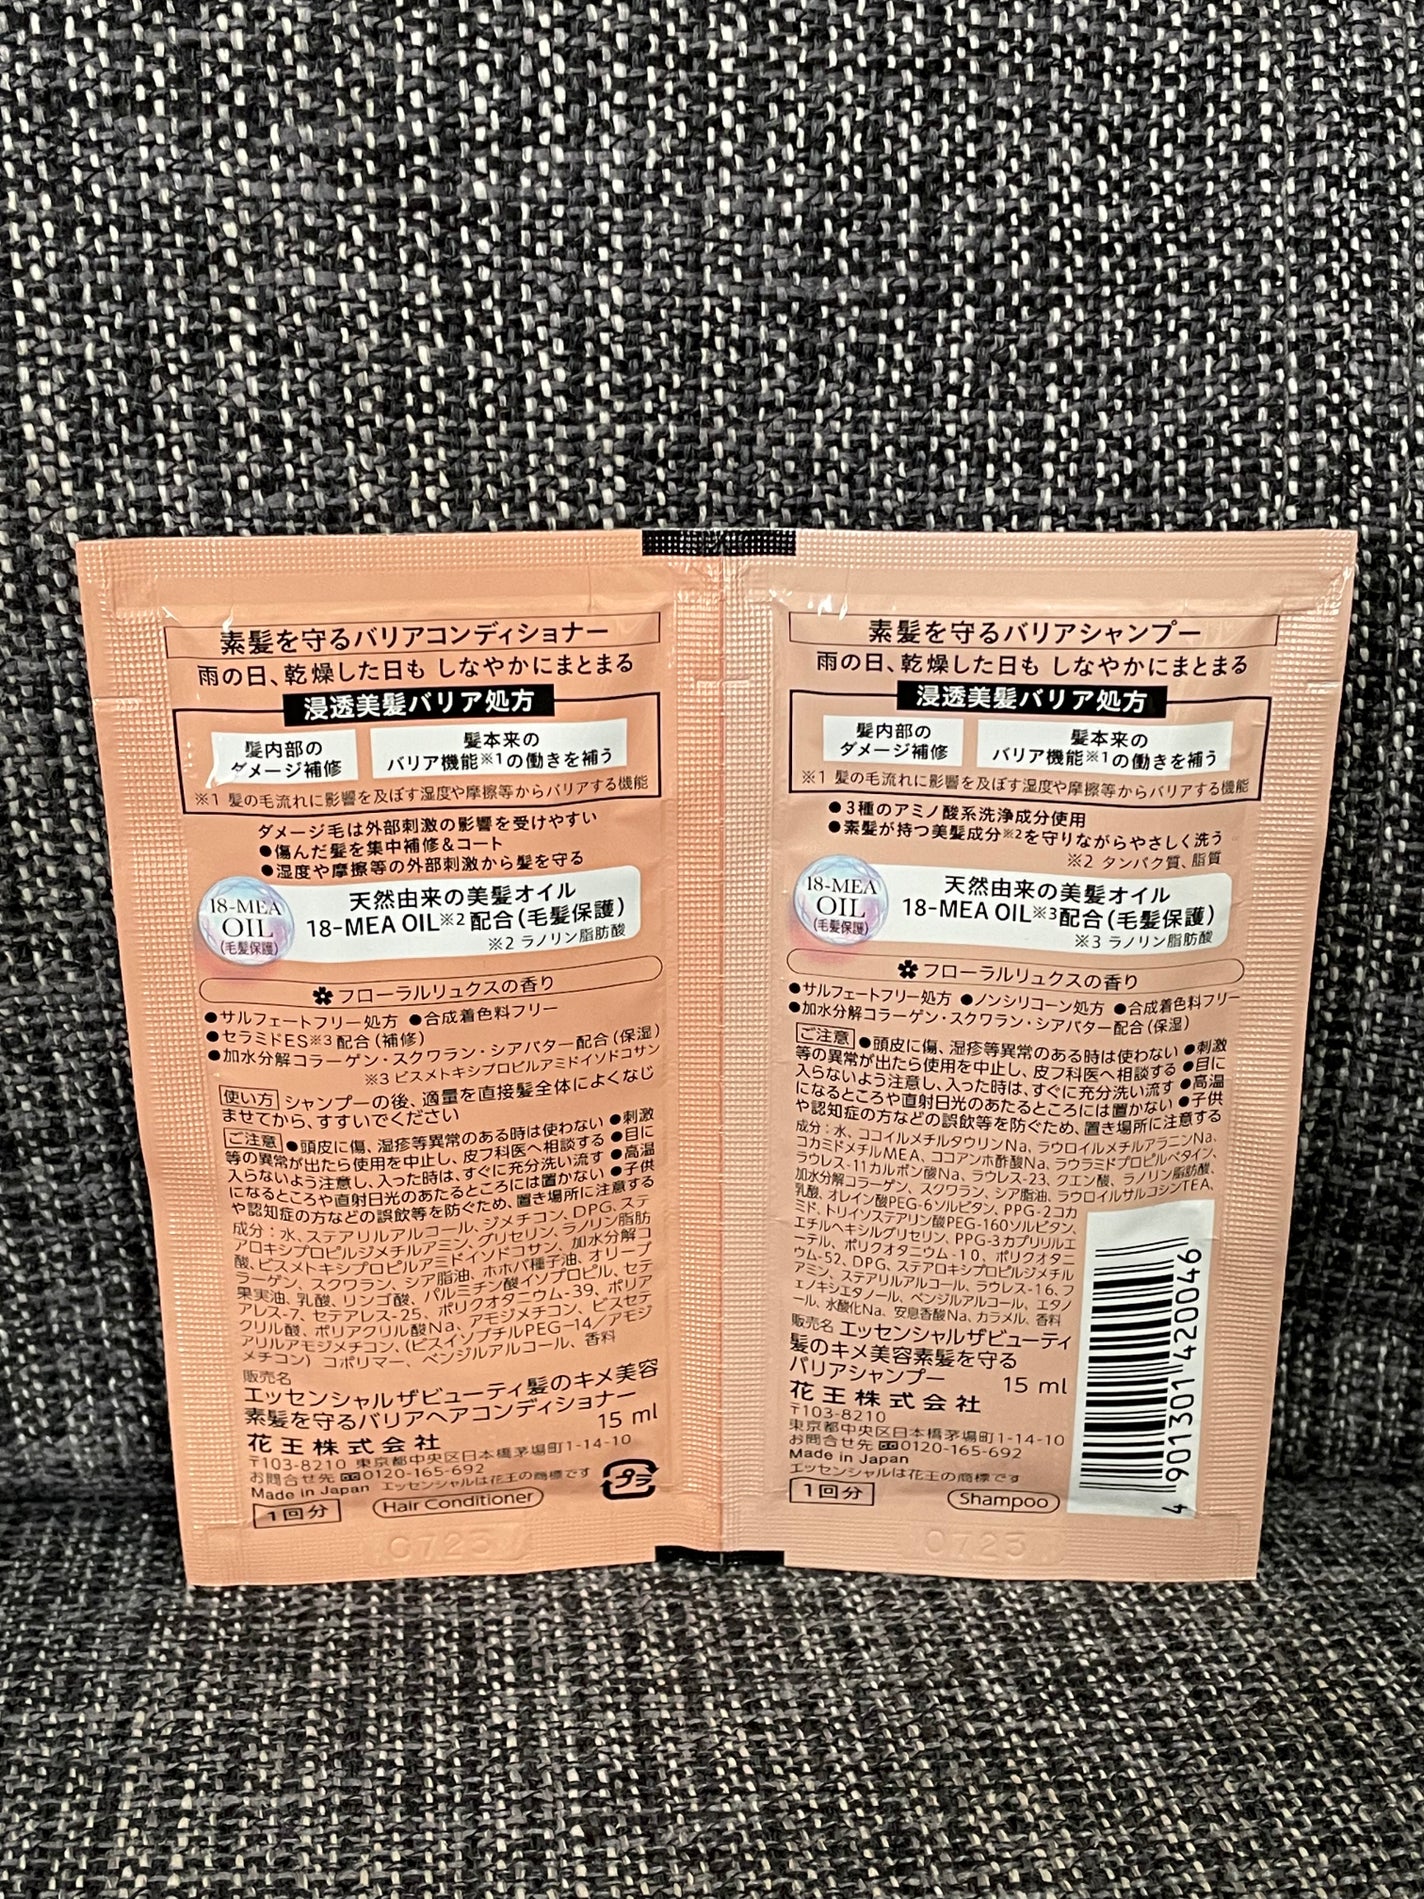 素髪を守るバリアコンディショナー
雨の日、乾燥した日も しなやかにまとまる
浸透美髪バリア処方
髪内部の
ダメージ補修
髪本来の
バリア機能※1の働きを補う
※1 髪の毛流れに影響を及ぼす湿度や摩擦等からバリアする機能
ダメージ毛は外部刺激の影響を受けやすい
●傷んだ髪を集中補修&コート
●湿度や摩擦等の外部刺激から髪を守る
18-MEA
OIL
(毛髪保護)
天然由来の美髪オイル
18-MEA OIL※2配合(毛髪保護)
※2 ラノリン脂肪酸
フローラルリュクスの香り
●サルフェートフリー処方 ●合成着色料フリー
●セラミドES※3配合(補修)
●加水分解コラーゲン・スクワラン・シアバター配合(保湿)
※3 ビスメトキシプロピルアミドイソドコサン
使い方 シャンプーの後、適量を直接髪全体によくなじ
ませてから、すすいでください
ご注意 ●頭皮に傷、湿疹等異常のある時は使わない ●刺激
等の異常が出たら使用を中止し、皮フ科医へ相談する ●目に
入らないよう注意し、入った時は、すぐに充分洗い流す ●高温
になるところや直射日光のあたるところには置かない ●子供
や認知症の方などの誤飲等を防ぐため、置き場所に注意する
成分:水、ステアリルアルコール、ジメチコン、DPG、ステ
アロキシプロピルジメチルアミン、グリセリン、ラノリン脂肪
酸、ビスメトキシプロピルアミドイソドコサン、加水分解コ
ラーゲン、スクワラン、シア脂油、ホホバ種子油、オリーブ
果実油、乳酸、リンゴ酸、パルミチン酸イソプロピル、セテ
アレス-7、セテアレス-25、ポリクオタニウム-39、ポリア
クリル酸、ポリアクリル酸Na、アモジメチコン、ビスセテ
アリルアモジメチコン、(ビスイソブチルPEG-14/アモジ
メチコン)コポリマー、ベンジルアルコール、香料
販売名
エッセンシャルザビューティ髪のキメ美容
素髪を守るバリアヘアコンディショナー
15 ml
花王株式会社
〒103-8210 東京都中央区日本橋茅場町1-14-10
お問合せ先 0120-165-692
Made in Japan エッセンシャルは花王の商標です
プラ
1回分
Hair Conditioner
0723
素髪を守るバリアシャンプー
雨の日、乾燥した日も しなやかにまとまる
浸透美髪バリア処方
髪内部の
ダメージ補修
髪本来の
バリア機能※1の働きを補う
※1 髪の毛流れに影響を及ぼす湿度や摩擦等からバリアする機能
●3種のアミノ酸系洗浄成分使用
●素髪が持つ美髪成分※2を守りながらやさしく洗う
※2 タンパク質、脂質
18-MEA
OIL
(毛髪保護)
天然由来の美髪オイル
18-MEA OIL※3配合(毛髪保護)
※3 ラノリン脂肪酸
フローラルリュクスの香り
●サルフェートフリー処方 ●ノンシリコーン処方 ●合成着色料フリー
●加水分解コラーゲン・スクワラン・シアバター配合(保湿)
ご注意 ●頭皮に傷、湿疹等異常のある時は使わない ●刺激
等の異常が出たら使用を中止し、皮フ科医へ相談する ●目に
入らないよう注意し、入った時は、すぐに充分洗い流す ●高温
になるところや直射日光のあたるところには置かない ●子供
や認知症の方などの誤飲等を防ぐため、置き場所に注意する
成分:水、ココイルメチルタウリンNa、ラウロイルメチルアラニンNa、
コカミドメチルMEA、ココアンホ酢酸Na、ラウラミドプロピルベタイン、
ラウレス-11カルボン酸Na、ラウレス-23、クエン酸、ラノリン脂肪酸、
加水分解コラーゲン、スクワラン、シア脂油、ラウロイルサルコシンTEA、
乳酸、オレイン酸PEG-6ソルビタン、PPG-2コカ
ミド、トリイソステアリン酸PEG-160ソルビタン、
エチルヘキシルグリセリン、PPG-3カプリリルエ
ーテル、ポリクオタニウム-10、ポリクオタニ
ウム-52、DPG、ステアロキシプロピルジメチル
アミン、ステアリルアルコール、ラウレス-16、フ
ェノキシエタノール、ベンジルアルコール、エタノ
ール、水酸化Na、安息香酸Na、カラメル、香料
販売名 エッセンシャルザビューティ
髪のキメ美容素髪を守る
バリアシャンプー
15 ml
花王株式会社
〒103-8210
東京都中央区日本橋茅場町1-14-10
お問合せ先 0120-165-692
Made in Japan
エッセンシャルは花王の商標です
1回分
Shampoo
4 901301 420046
0723